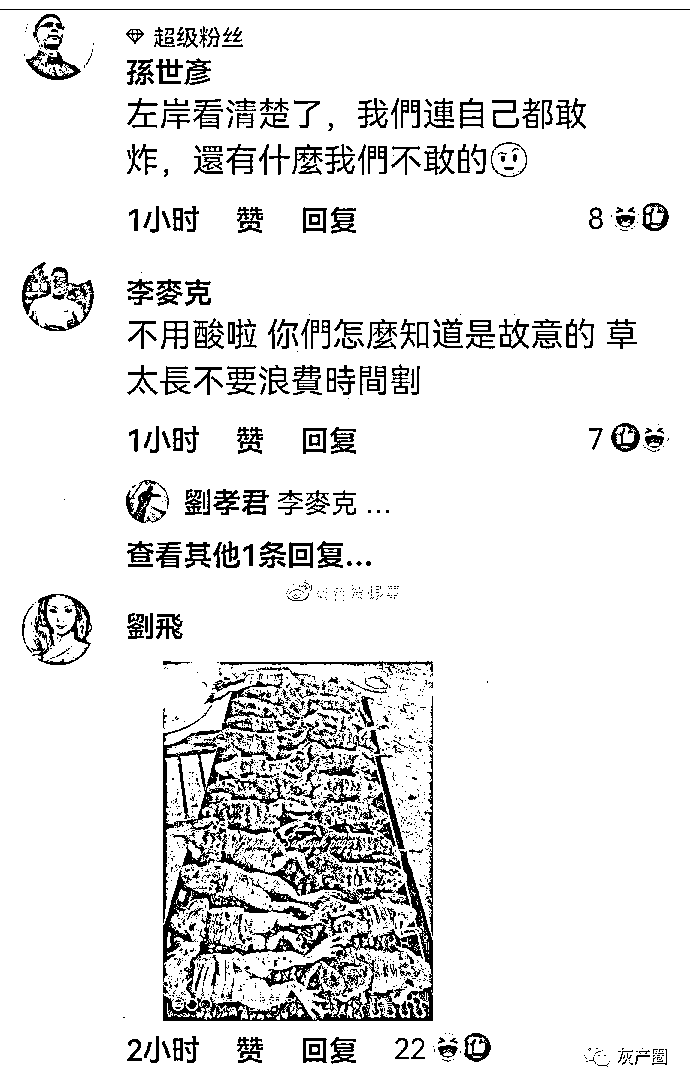 超级粉丝
孫世彥
左岸看清楚了，我們連自己都敢
炸，還有什麼我們不敢的
1小时 赞 回复 8
李麥克
不用酸啦 你們怎麼知道是故意的 草
太長不要浪費時間割
1小时 赞 回复 7
劉孝君 李麥克 ...
查看其他1条回复...
劉飛
2小时 赞 回复 22
灰产圈